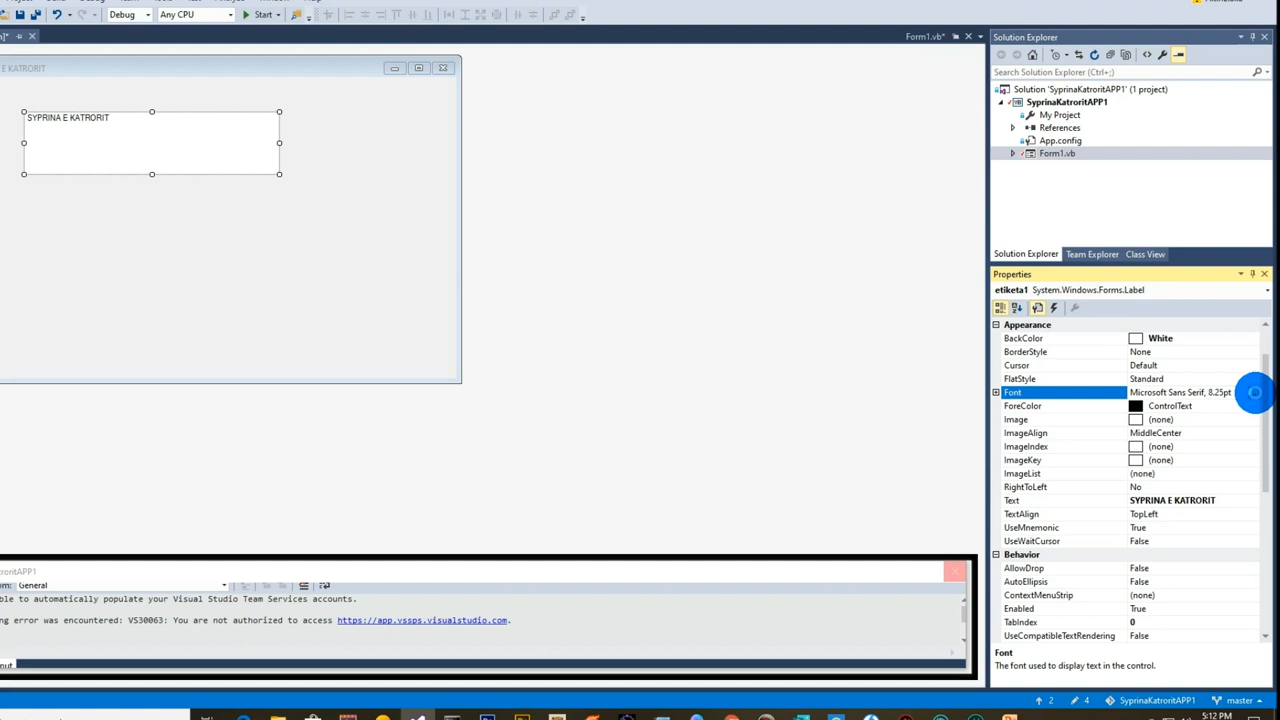 Debug
Any CPU
Start
Form1.vb*
E KATRORIT
SYPRINA E KATRORIT
Solution Explorer
Search Solution Explorer (Ctrl+;)
Solution 'SyprinaKatroritAPP1' (1 project)
SyprinaKatroritAPP1
My Project
References
App.config
Form1.vb
Solution Explorer Team Explorer Class View
Properties
etiketa1 System.Windows.Forms.Label
Appearance
BackColor White
BorderStyle None
Cursor Default
FlatStyle Standard
Font Microsoft Sans Serif, 8.25pt
ForeColor ControlText
Image (none)
ImageAlign MiddleCenter
ImageIndex (none)
ImageKey (none)
ImageList (none)
RightToLeft No
Text SYPRINA E KATRORIT
TextAlign TopLeft
UseMnemonic True
UseWaitCursor False
Behavior
AllowDrop False
AutoEllipsis False
ContextMenuStrip (none)
Enabled True
TabIndex 0
UseCompatibleTextRendering False
Font
The font used to display text in the control.
roritAPP1
om: General
ble to automatically populate your Visual Studio Team Services accounts.
ng error was encountered: VS30063: You are not authorized to access https://app.vssps.visualstudio.com.
put
2 4 SyprinaKatroritAPP1 master
5:12 PM